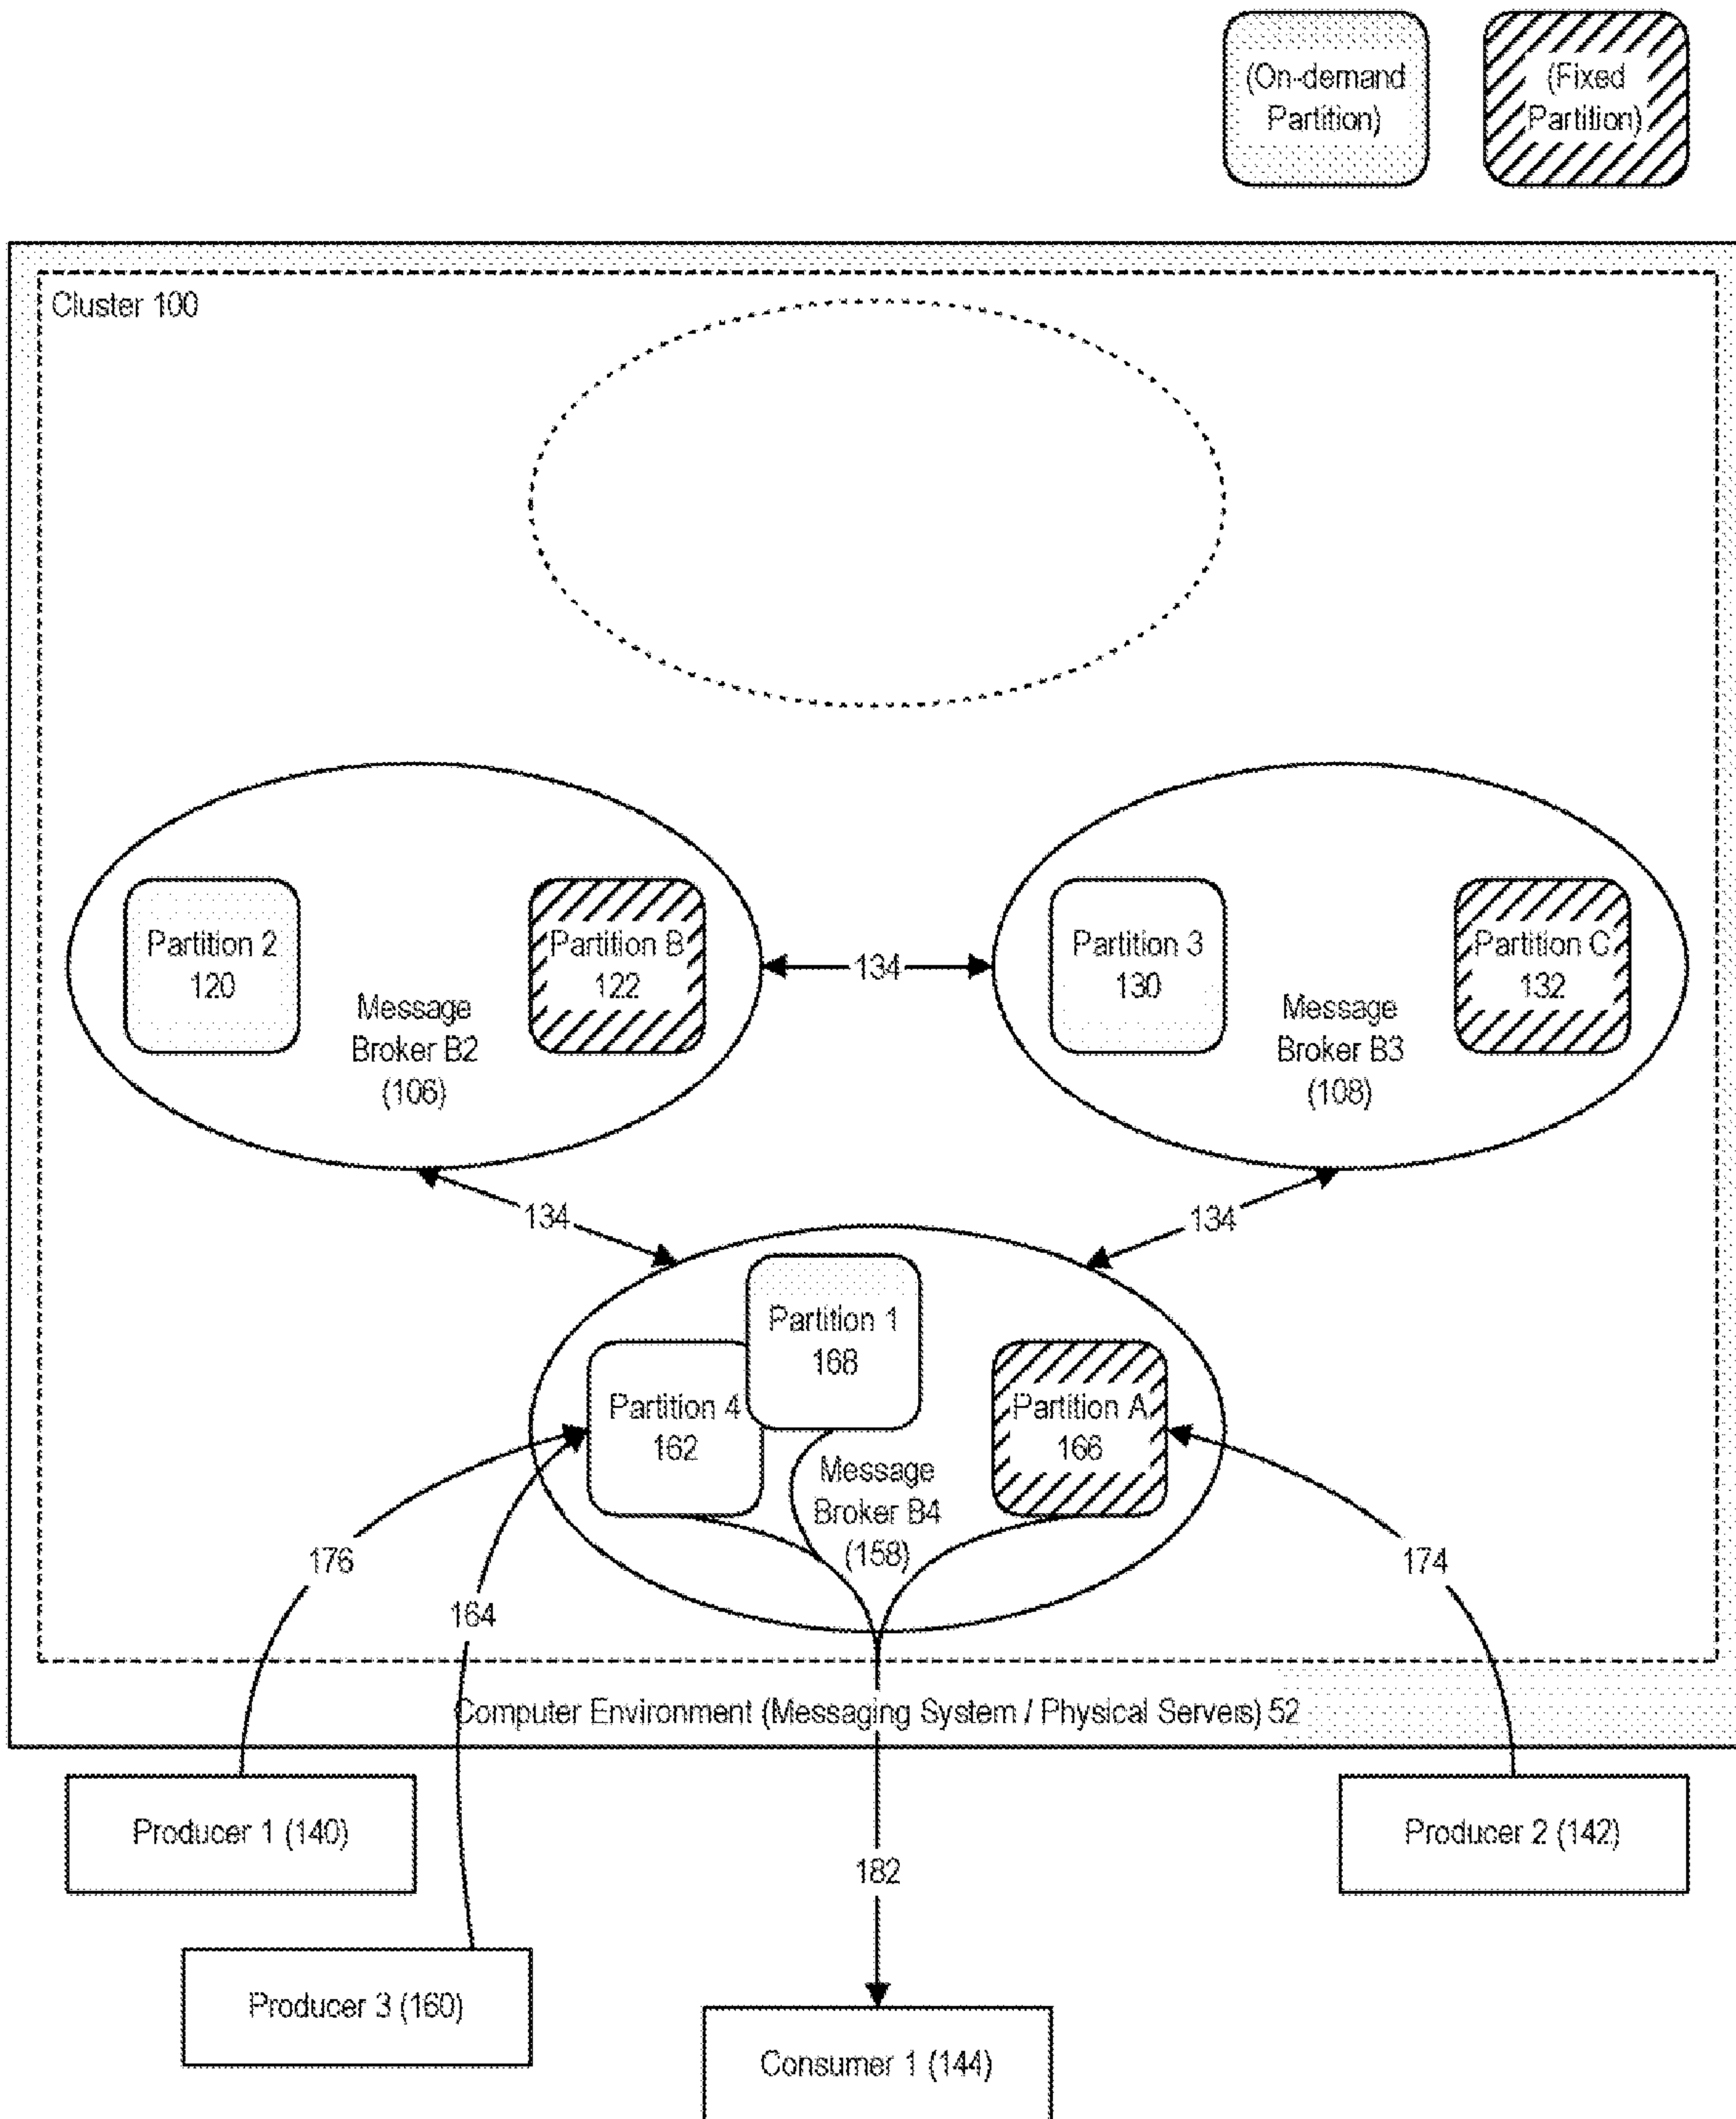 (On-demand
Partition)
(Fixed
Partition)
Cluster 100
Partition 2
120
Message
Broker B2
(106)
Partition B
122
134
Partition 3
130
Message
Broker B3
(108)
Partition C
132
134
134
Partition 1
168
Partition 4
162
Partition A
166
Message
Broker B4
(158)
176
164
174
Computer Environment (Messaging System / Physical Servers) 52
Producer 1 (140)
Producer 2 (142)
182
Producer 3 (160)
Consumer 1 (144)